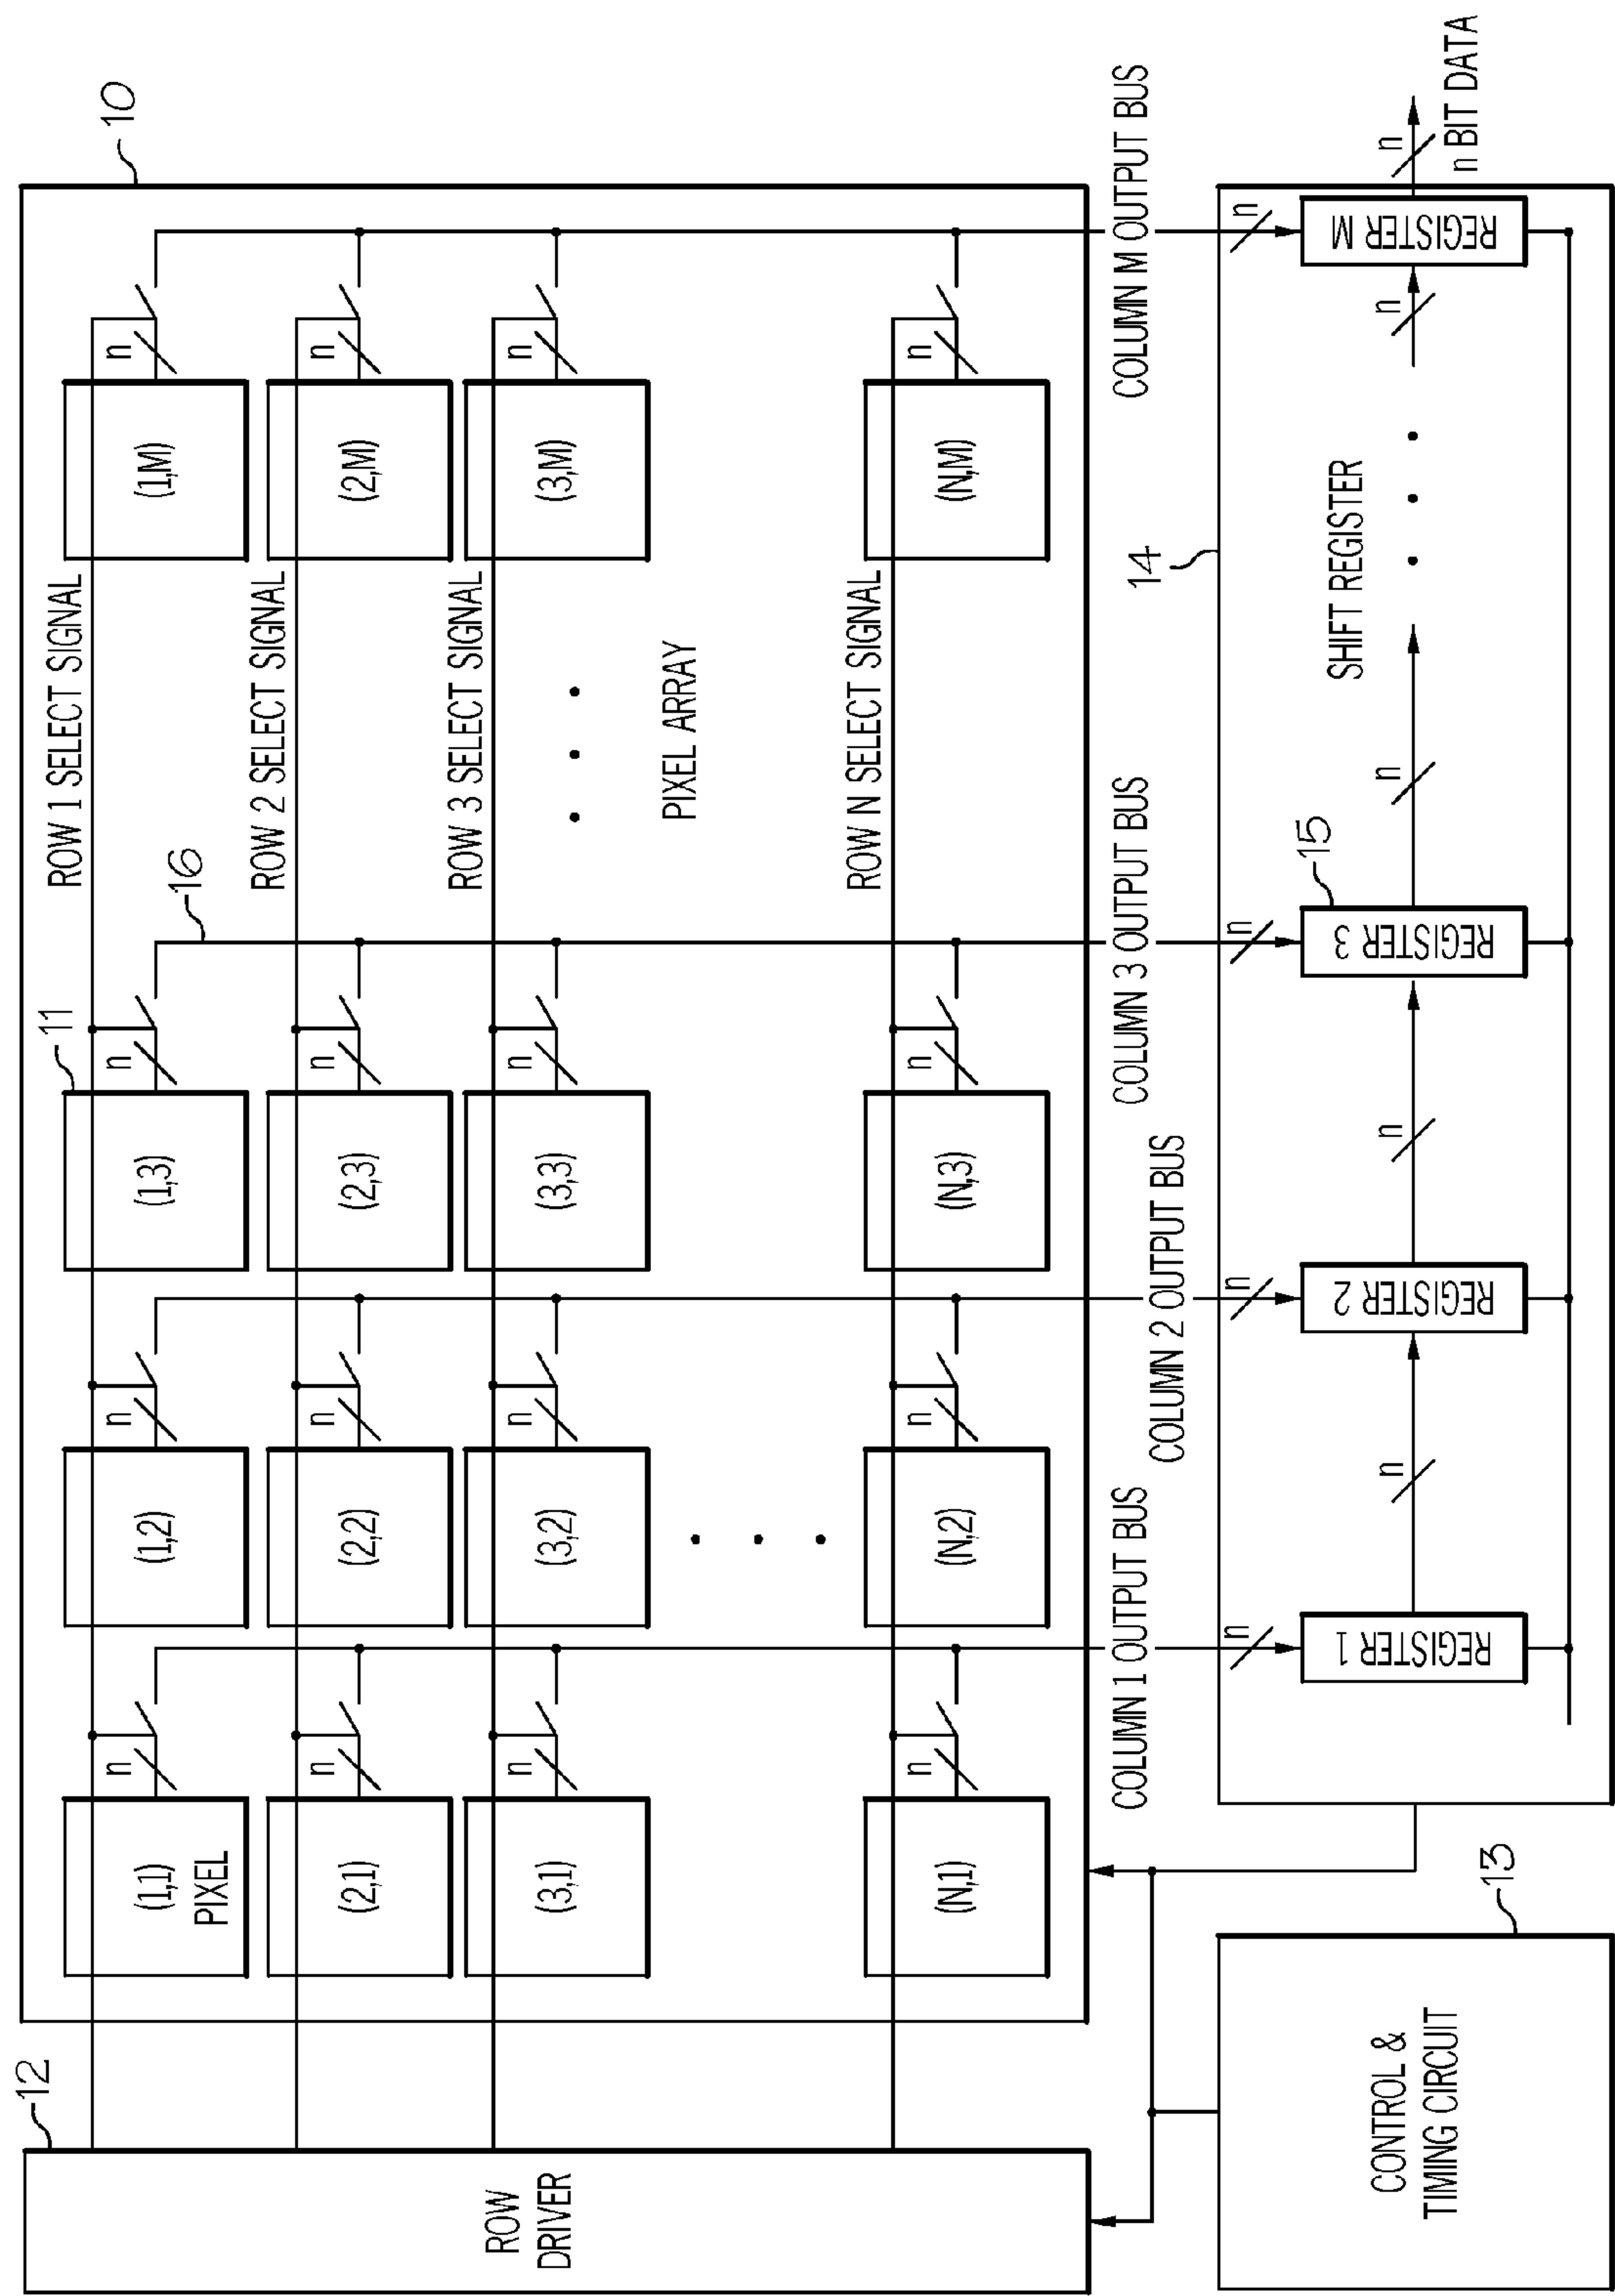 10
ROW 1 SELECT SIGNAL
11
16
(1,1)
PIXEL
n
(1,2)
n
(1,3)
n
(1,M)
n
12
ROW 2 SELECT SIGNAL
(2,1)
n
(2,2)
n
(2,3)
n
(2,M)
n
ROW 3 SELECT SIGNAL
(3,1)
n
(3,2)
n
(3,3)
n
(3,M)
n
ROW
DRIVER
PIXEL ARRAY
ROW N SELECT SIGNAL
(N,1)
n
(N,2)
n
(N,3)
n
(N,M)
n
COLUMN 1 OUTPUT BUS
COLUMN 2 OUTPUT BUS
COLUMN 3 OUTPUT BUS
COLUMN M OUTPUT BUS
14
n
n
n
n
13
CONTROL &
TIMING CIRCUIT
REGISTER 1
n
REGISTER 2
n
REGISTER 3
15
n
SHIFT REGISTER
n
REGISTER M
n
n BIT DATA